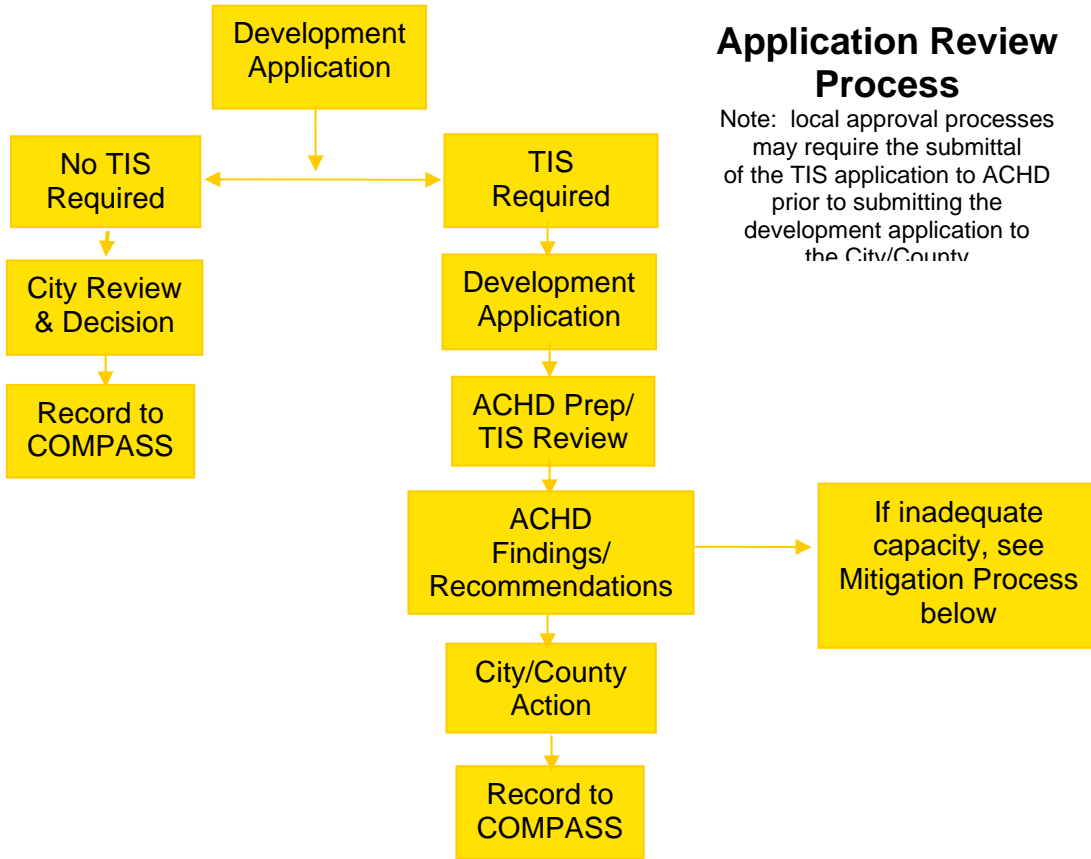 Development
Application
Application Review
Process
Note: local approval processes
may require the submittal
of the TIS application to ACHD
prior to submitting the
development application to
the City/County
No TIS
Required
TIS
Required
City Review
& Decision
Development
Application
Record to
COMPASS
ACHD Prep/
TIS Review
ACHD
Findings/
Recommendations
If inadequate
capacity, see
Mitigation Process
below
City/County
Action
Record to
COMPASS